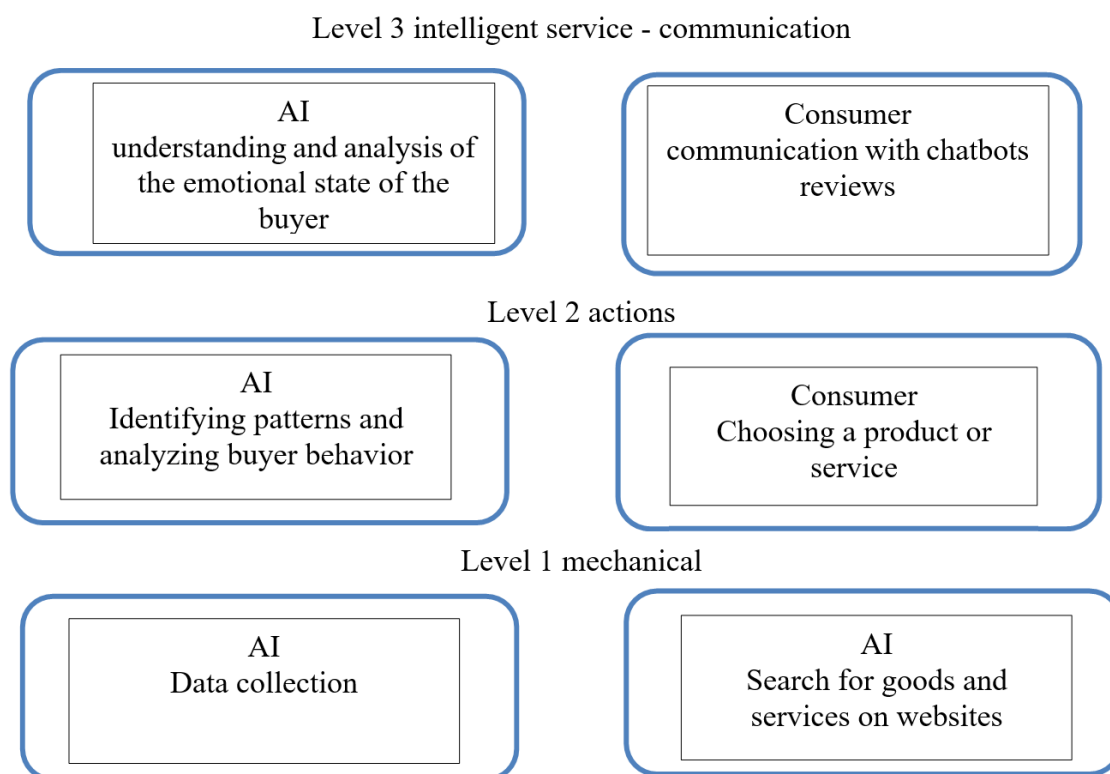 Level 3 intelligent service - communication
AI
understanding and analysis of
the emotional state of the
buyer
Consumer
communication with chatbots
reviews
Level 2 actions
AI
Identifying patterns and
analyzing buyer behavior
Consumer
Choosing a product or
service
Level 1 mechanical
AI
Data collection
AI
Search for goods and
services on websites